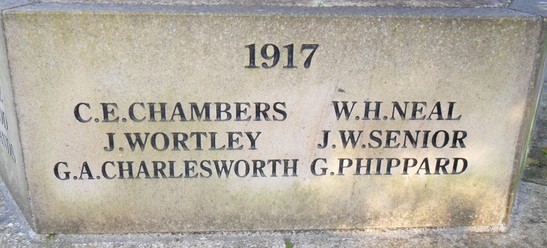 1917
C.E.CHAMBERS W.H.NEAL
J.WORTLEY J.W.SENIOR
G.A.CHARLESWORTH G.PHIPPARD